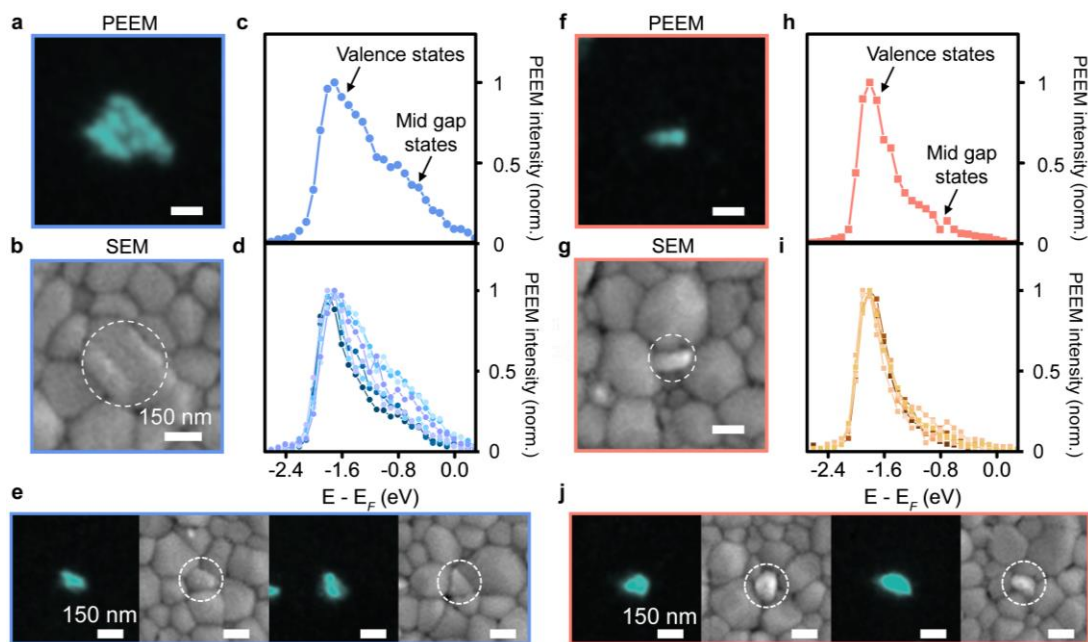 a
PEEM
b
SEM
150 nm
c
Valence states
Mid gap
states
1
0.5
0
PEEM intensity (norm.)
d
1
0.5
0
PEEM intensity (norm.)
-2.4 -1.6 -0.8 0.0
E - E_F (eV)
e
150 nm
f
PEEM
g
SEM
h
Valence states
Mid gap
states
1
0.5
0
PEEM intensity (norm.)
i
1
0.5
0
PEEM intensity (norm.)
-2.4 -1.6 -0.8 0.0
E - E_F (eV)
j
150 nm